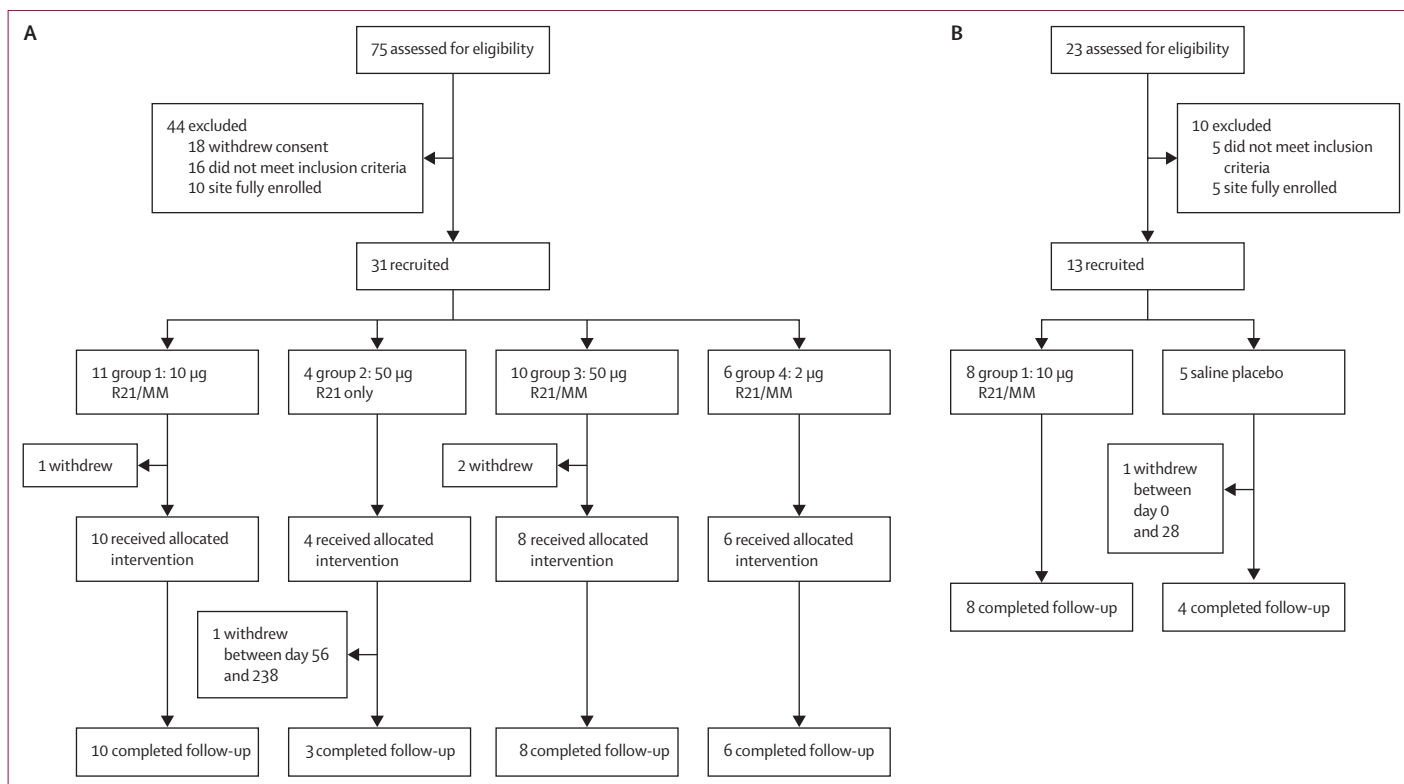 A
75 assessed for eligibility
44 excluded
18 withdrew consent
16 did not meet inclusion criteria
10 site fully enrolled
31 recruited
11 group 1: 10 µg
R21/MM
4 group 2: 50 µg
R21 only
10 group 3: 50 µg
R21/MM
6 group 4: 2 µg
R21/MM
1 withdrew
2 withdrew
10 received allocated
intervention
4 received allocated
intervention
8 received allocated
intervention
6 received allocated
intervention
1 withdrew
between day 56
and 238
10 completed follow-up
3 completed follow-up
8 completed follow-up
6 completed follow-up
B
23 assessed for eligibility
10 excluded
5 did not meet inclusion
criteria
5 site fully enrolled
13 recruited
8 group 1: 10 µg
R21/MM
5 saline placebo
1 withdrew
between
day 0
and 28
8 completed follow-up
4 completed follow-up